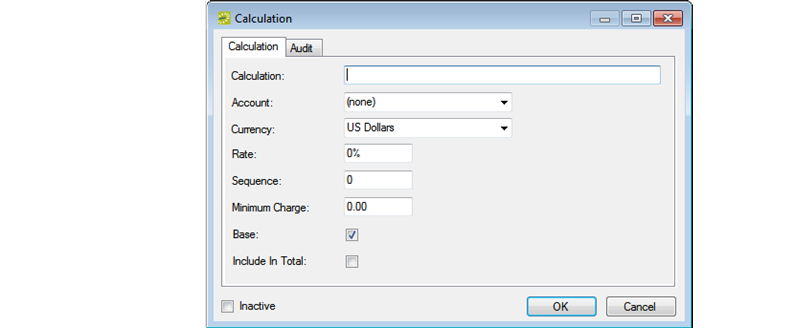 Calculation
Calculation Audit
Calculation:
Account: (none)
Currency: US Dollars
Rate: 0%
Sequence: 0
Minimum Charge: 0.00
Base:
Include In Total:
Inactive OK Cancel